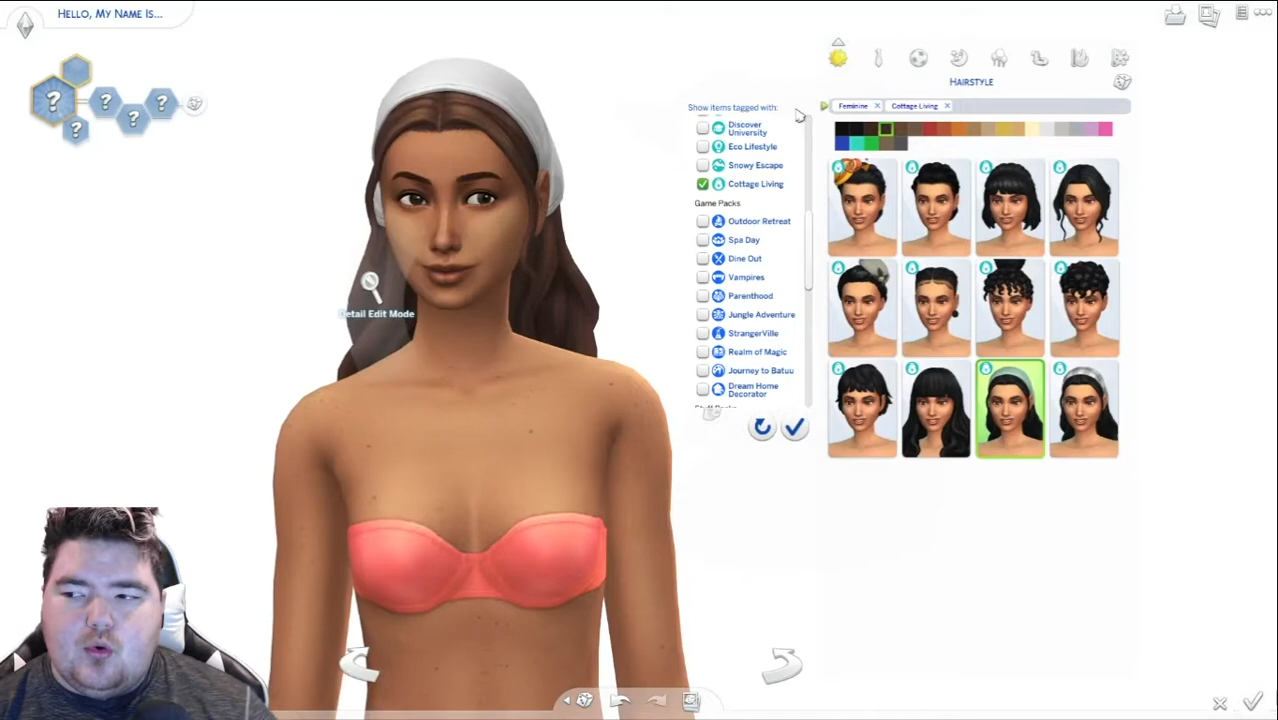 HELLO, MY NAME IS...
HAIRSTYLE
Show items tagged with:
Feminine X
Cottage Living X
Discover
University
Eco Lifestyle
Snowy Escape
Cottage Living
Game Packs
Outdoor Retreat
Spa Day
Dine Out
Vampires
Parenthood
Jungle Adventure
StrangerVille
Realm of Magic
Journey to Batuu
Dream Home
Decorator
Detail Edit Mode
? ? ? ? ?